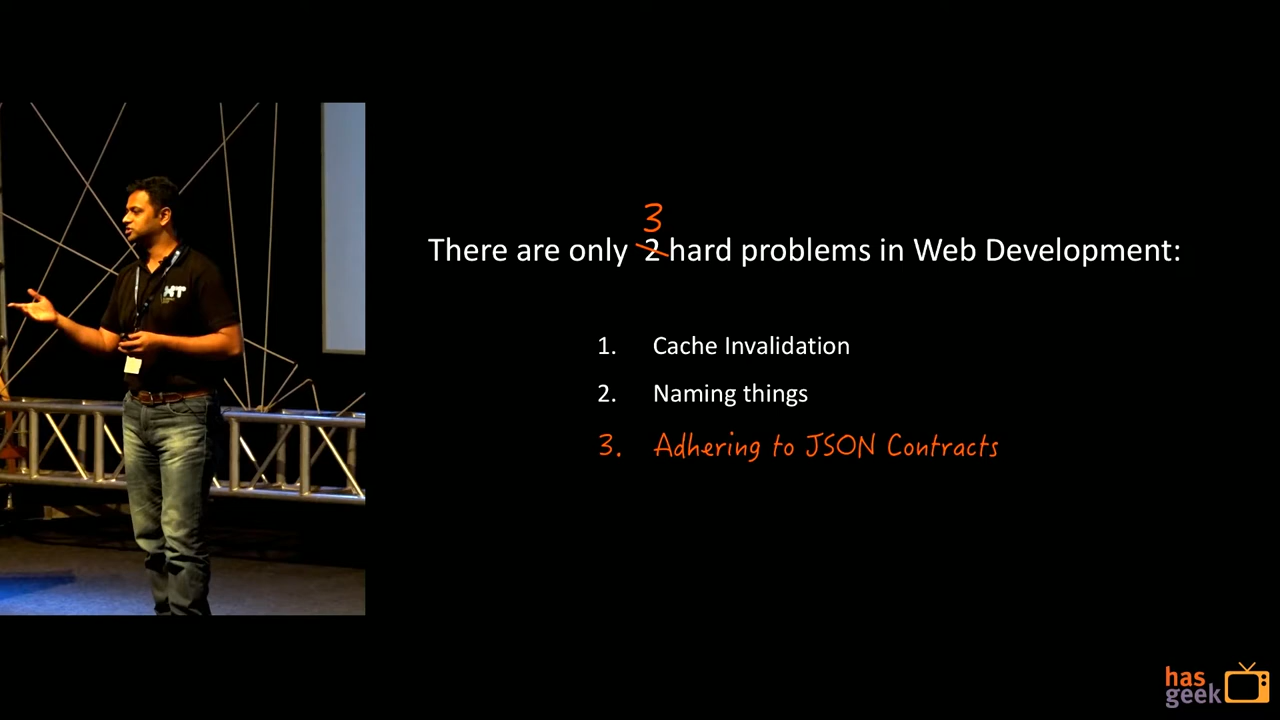 3
There are only 2 hard problems in Web Development:
1. Cache Invalidation
2. Naming things
3. Adhering to JSON Contracts
has
geek